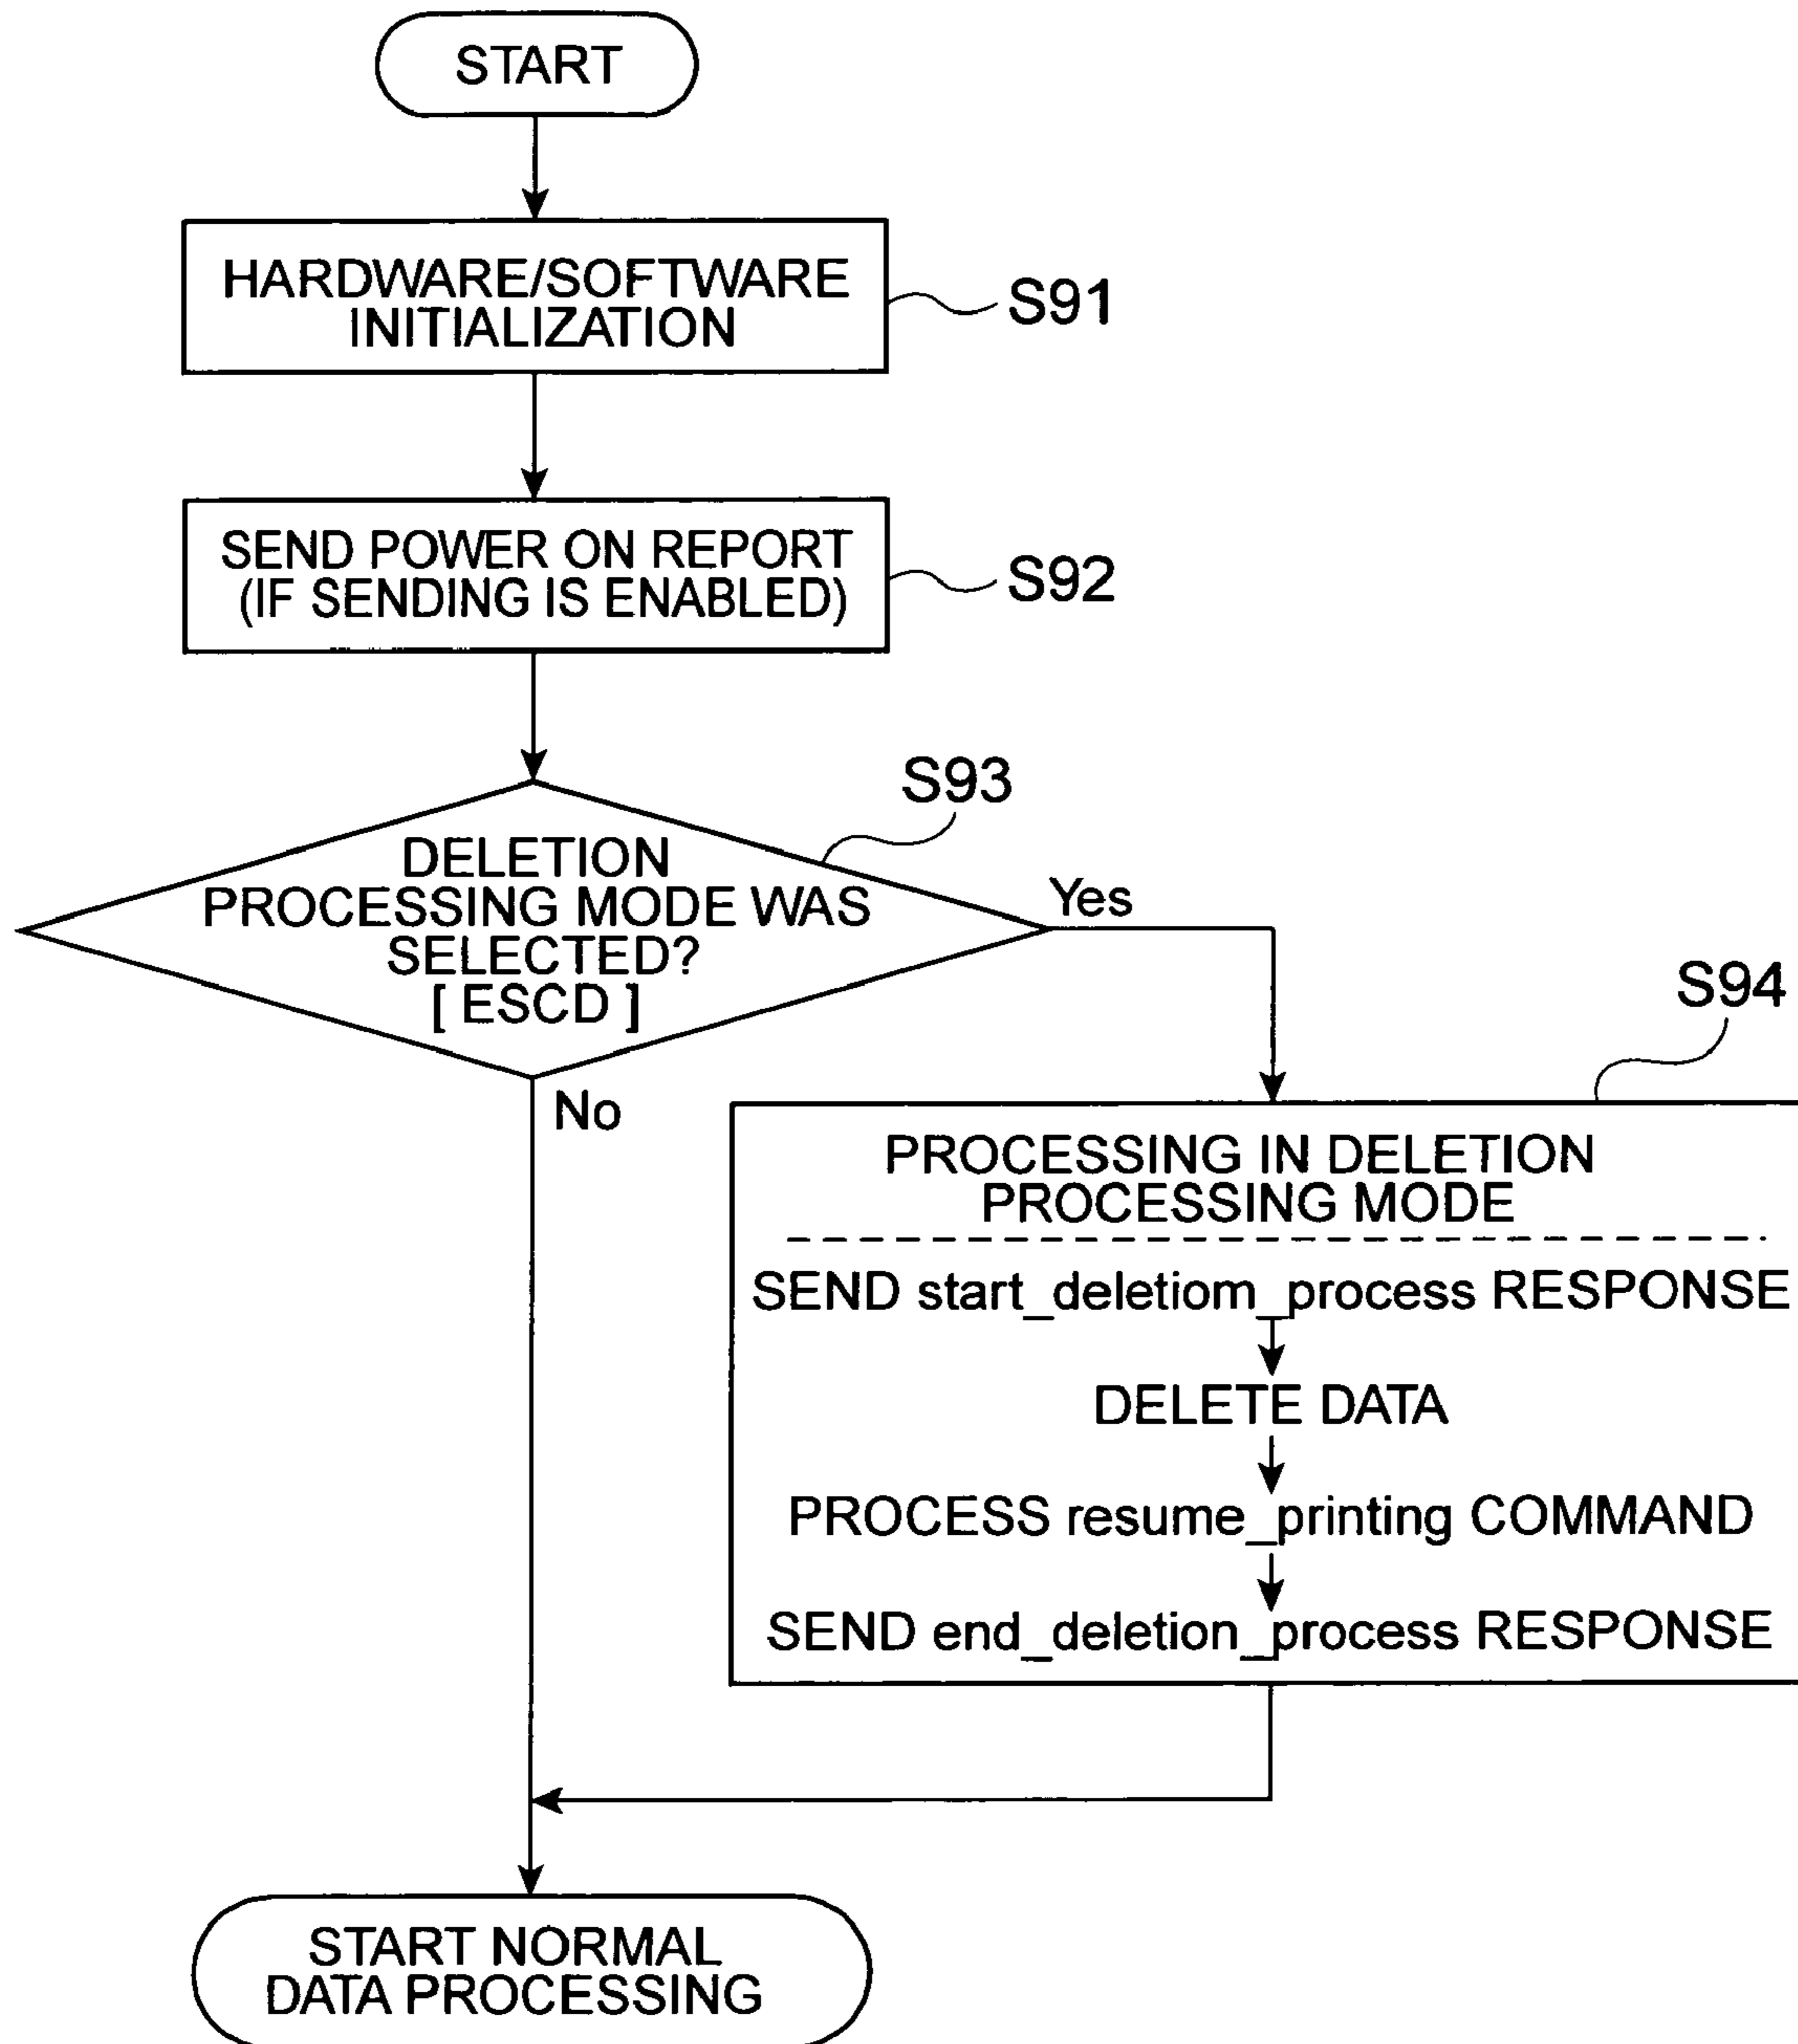 START
HARDWARE/SOFTWARE
INITIALIZATION
S91
SEND POWER ON REPORT
(IF SENDING IS ENABLED)
S92
S93
DELETION
PROCESSING MODE WAS
SELECTED?
[ ESCD ]
Yes
No
S94
PROCESSING IN DELETION
PROCESSING MODE
SEND start_deletiom_process RESPONSE
DELETE DATA
PROCESS resume_printing COMMAND
SEND end_deletion_process RESPONSE
START NORMAL
DATA PROCESSING